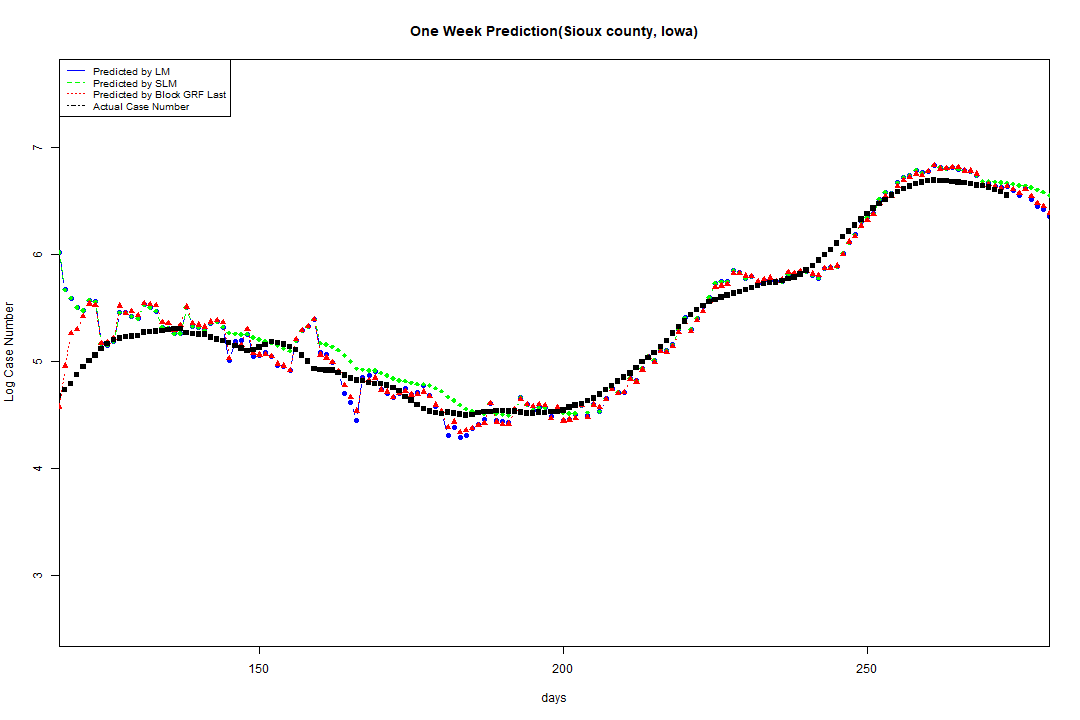 One Week Prediction(Sioux county, Iowa)
Predicted by LM
Predicted by SLM
Predicted by Block GRF Last
Actual Case Number
7
6
5
4
3
Log Case Number
150 200 250
days